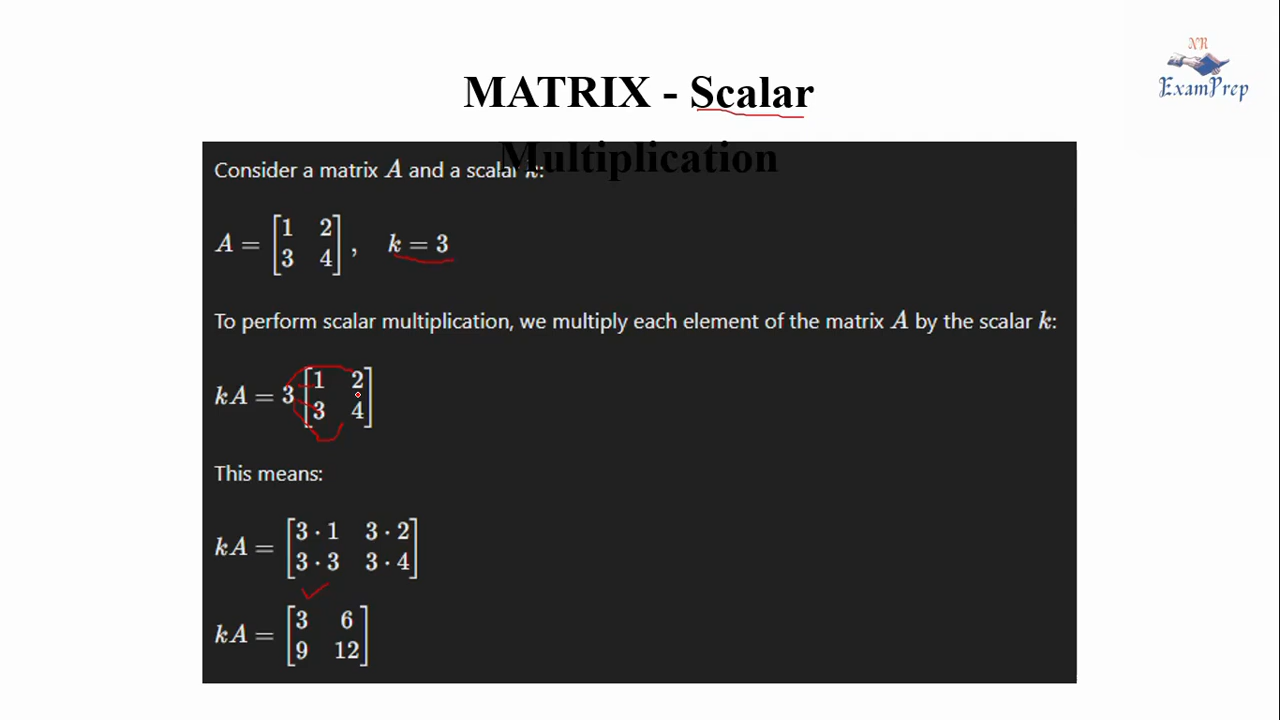 NR
ExamPrep
MATRIX - Scalar
Multiplication
Consider a matrix A and a scalar k:
A = [1 2
3 4], k = 3
To perform scalar multiplication, we multiply each element of the matrix A by the scalar k:
kA = 3 [1 2
3 4]
This means:
kA = [3 · 1 3 · 2
3 · 3 3 · 4]
kA = [3 6
9 12]